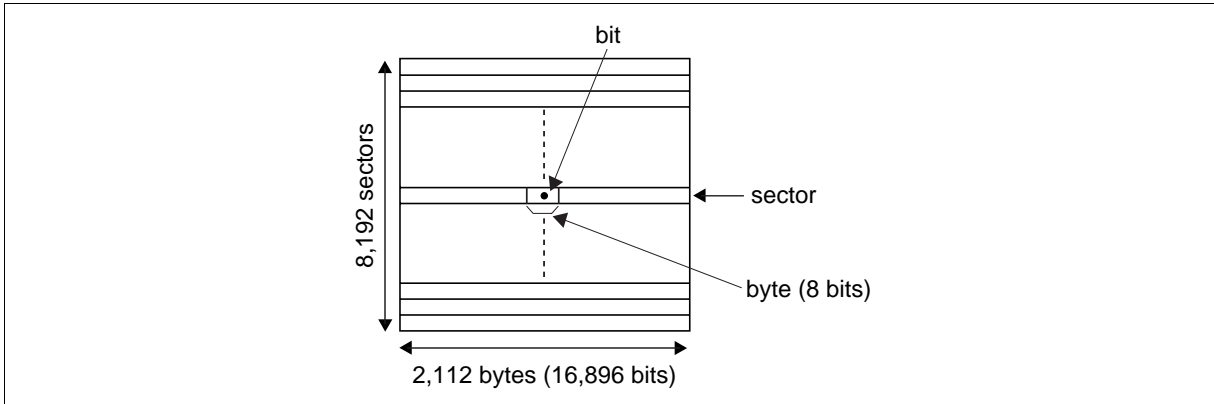 bit
8,192 sectors
sector
byte (8 bits)
2,112 bytes (16,896 bits)